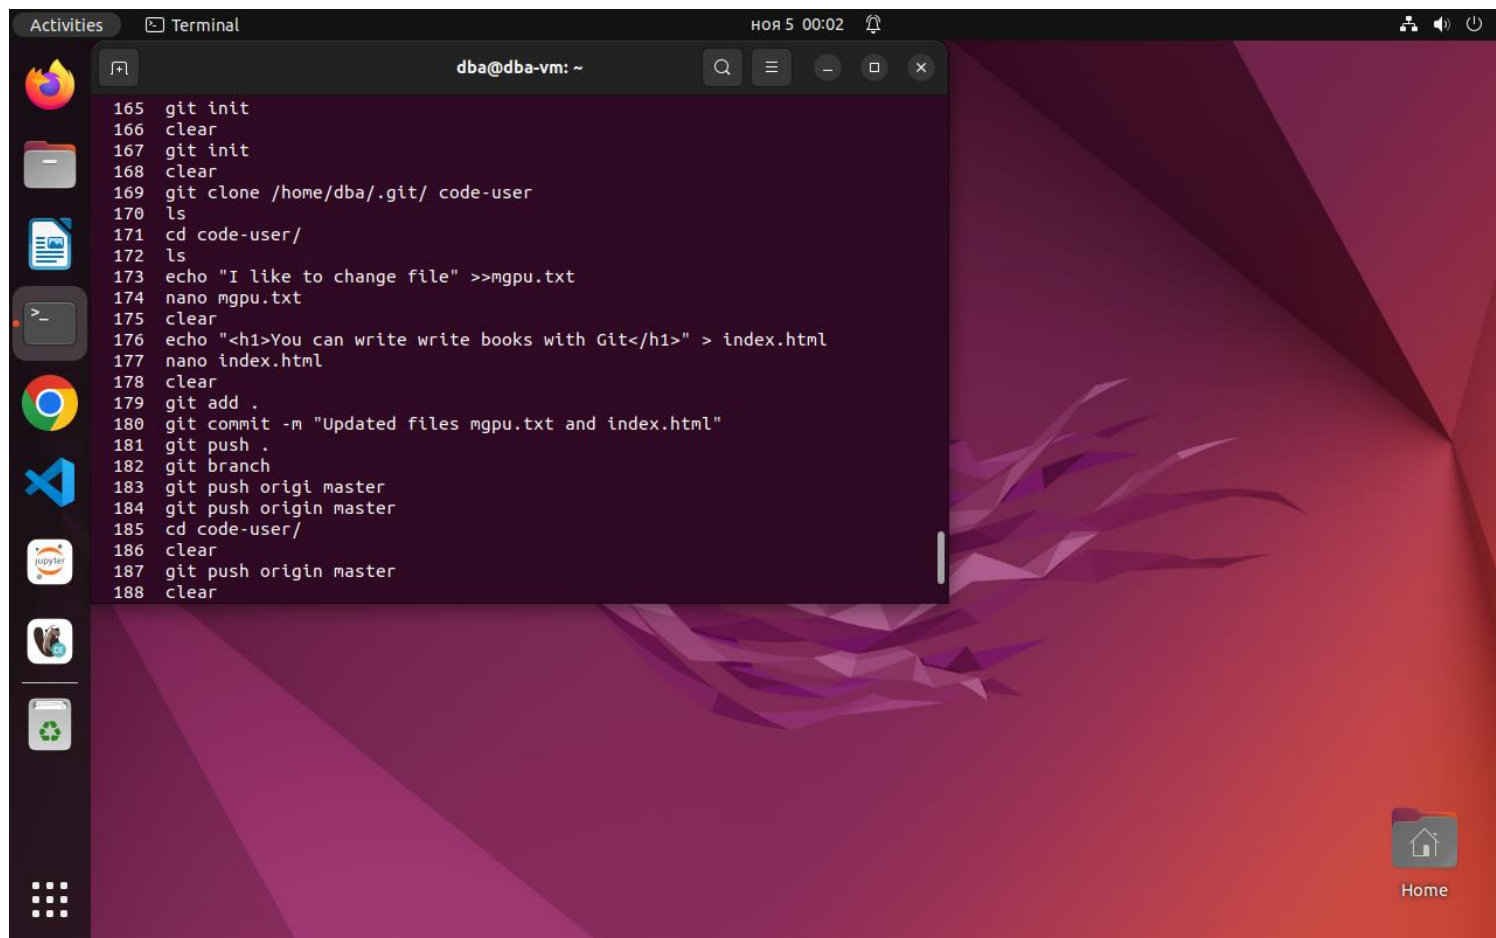 Activities
Terminal
ноя 5 00:02
dba@dba-vm: ~
165 git init
166 clear
167 git init
168 clear
169 git clone /home/dba/.git/ code-user
170 ls
171 cd code-user/
172 ls
173 echo "I like to change file" >>mgpu.txt
174 nano mgpu.txt
175 clear
176 echo "<h1>You can write write books with Git</h1>" > index.html
177 nano index.html
178 clear
179 git add .
180 git commit -m "Updated files mgpu.txt and index.html"
181 git push .
182 git branch
183 git push origi master
184 git push origin master
185 cd code-user/
186 clear
187 git push origin master
188 clear
jupyter
CE
Home